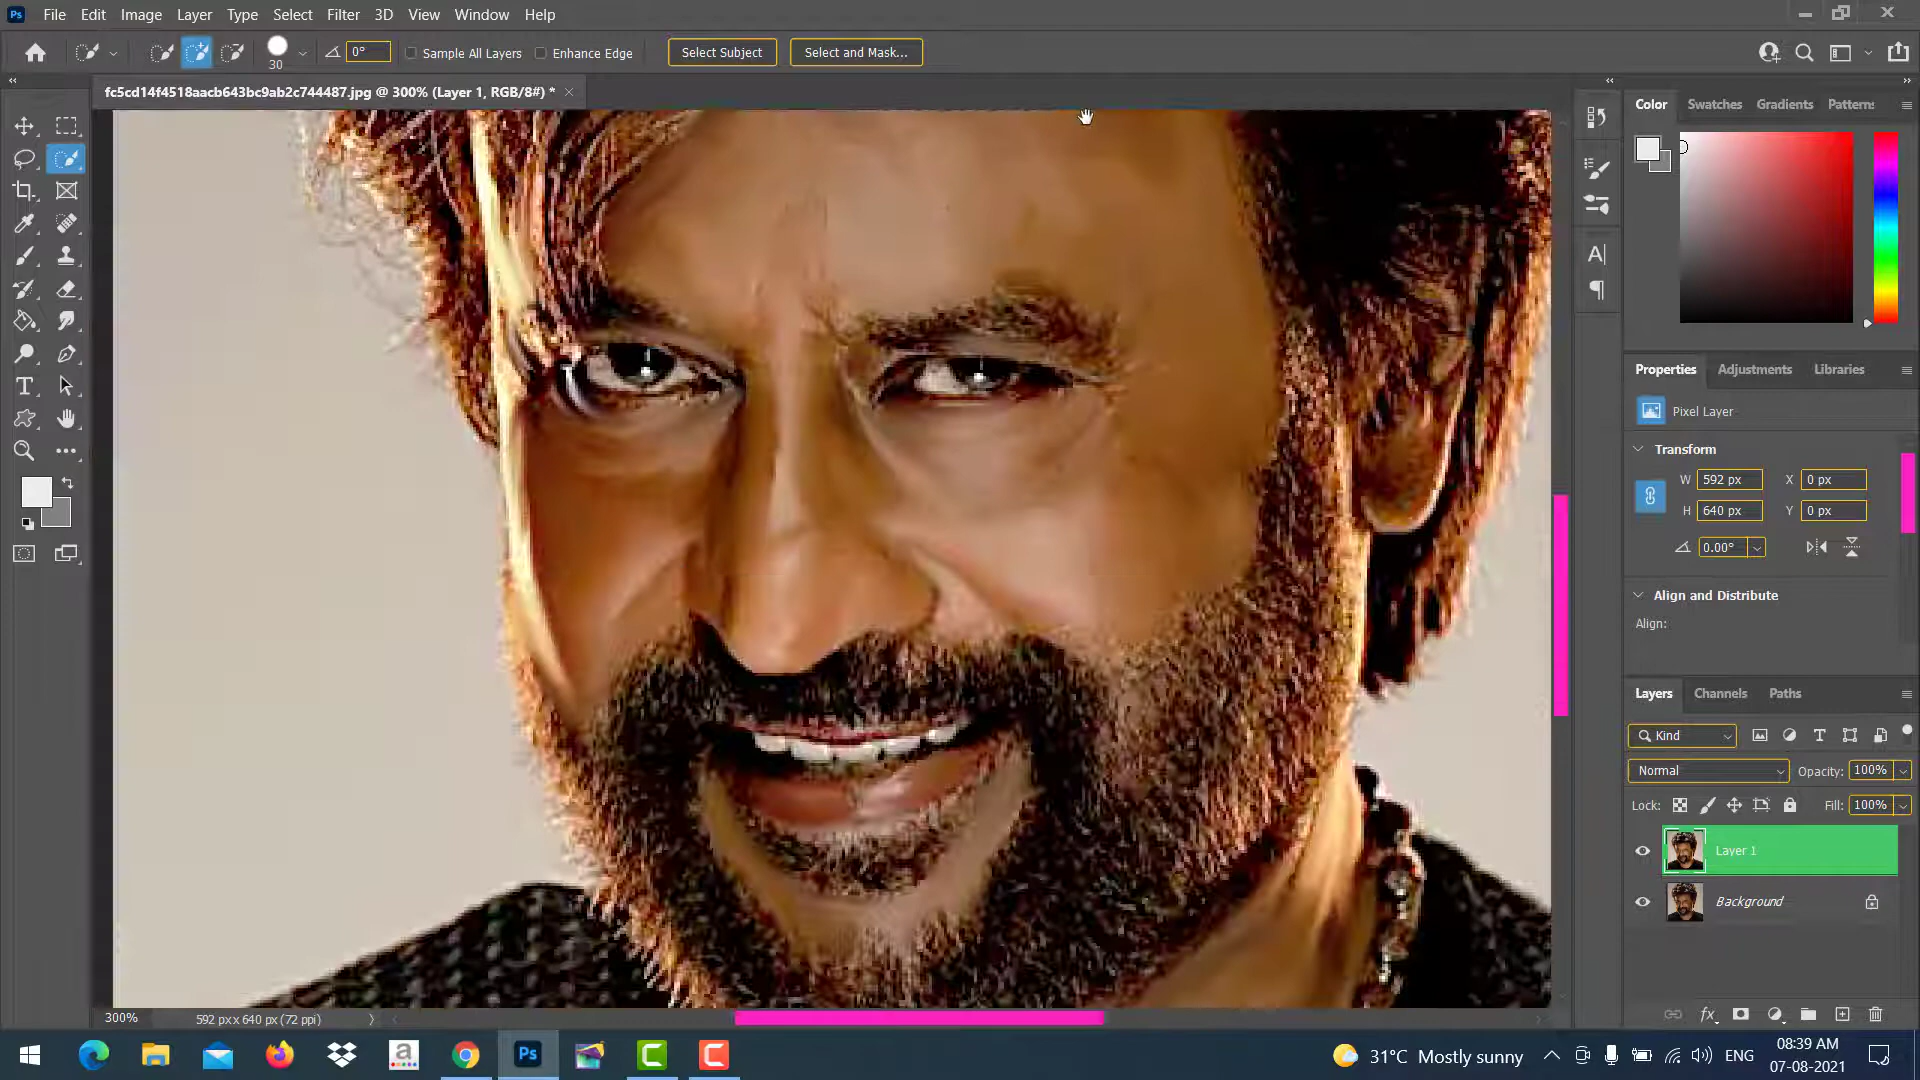 Ps File Edit Image Layer Type Select Filter 3D View Window Help
30 0° Sample All Layers Enhance Edge Select Subject Select and Mask...
fc5cd14f4518aacb643bc9ab2c744487.jpg @ 300% (Layer 1, RGB/8#) *
Color Swatches Gradients Patterns
Properties Adjustments Libraries
Pixel Layer
Transform
W 592 px X 0 px
H 640 px Y 0 px
0.00°
Align and Distribute
Align:
Layers Channels Paths
Kind
Normal Opacity: 100%
Lock: Fill: 100%
Layer 1
Background
fx
300% 592 px x 640 px (72 ppi)
a Ps 31°C Mostly sunny ENG 08:39 AM
07-08-2021